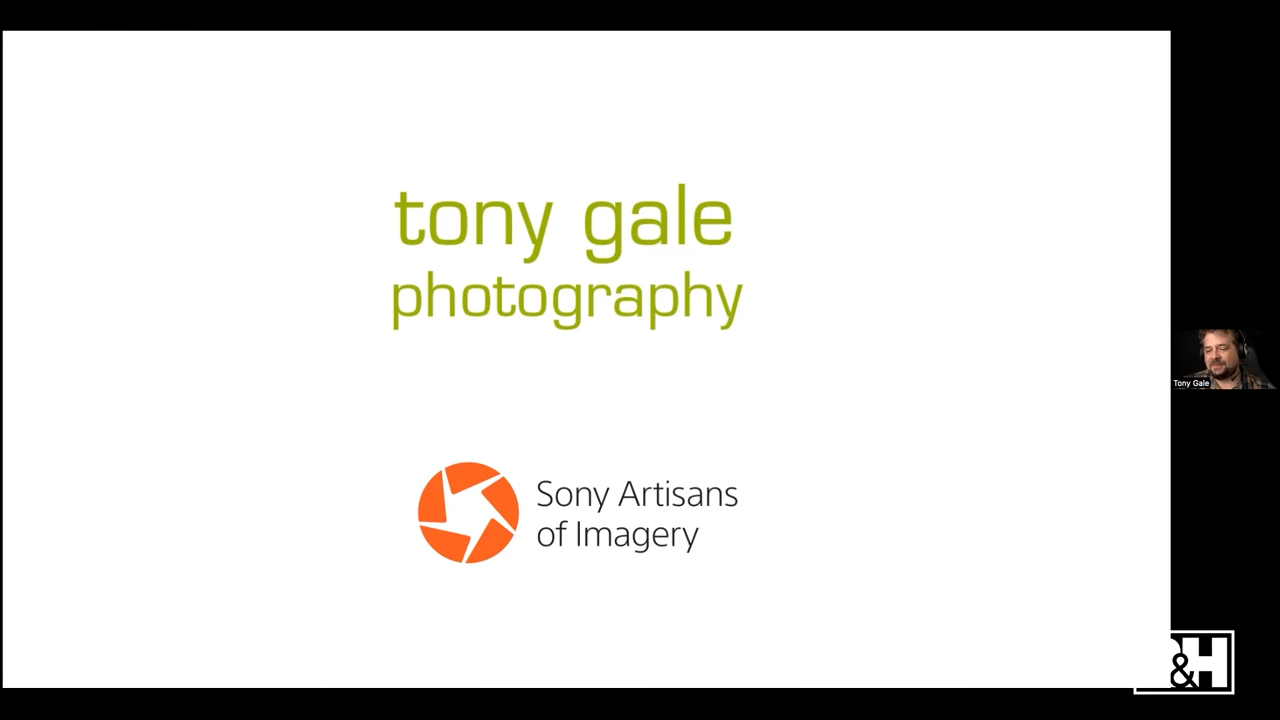 tony gale
photography
Sony Artisans
of Imagery
Tony Gale
&H